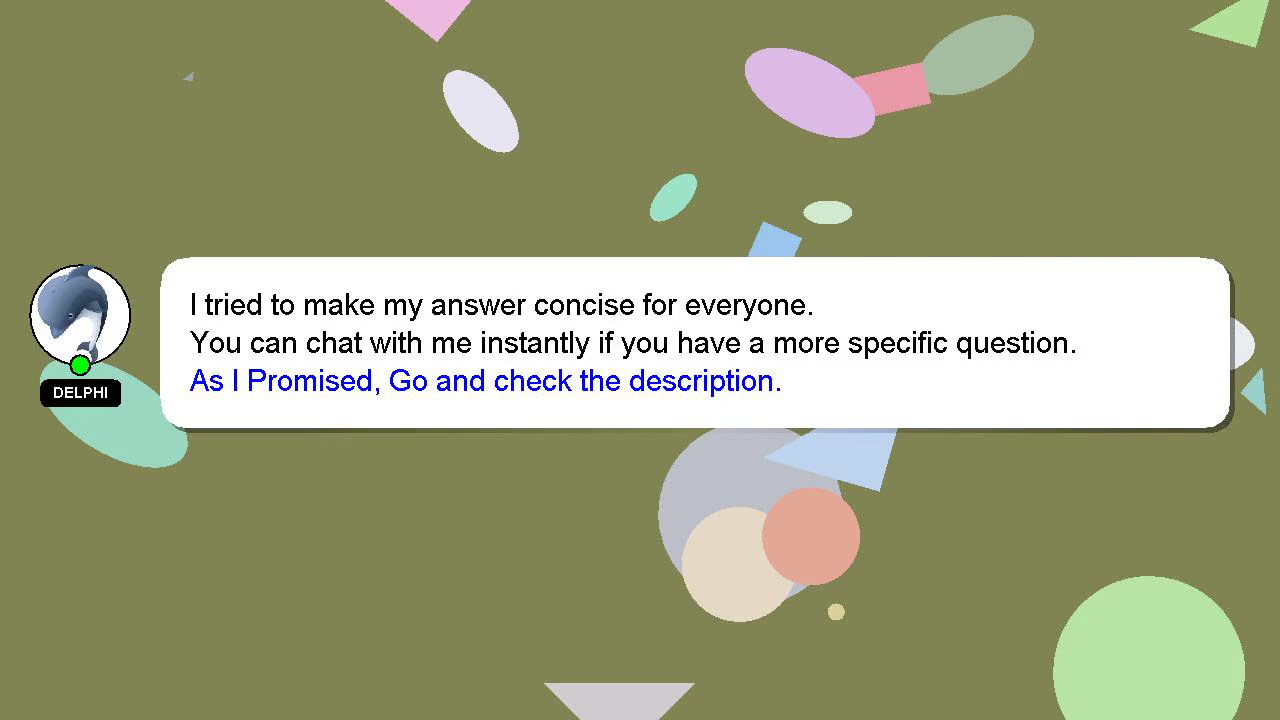 I tried to make my answer concise for everyone.
You can chat with me instantly if you have a more specific question.
As I Promised, Go and check the description.
DELPHI